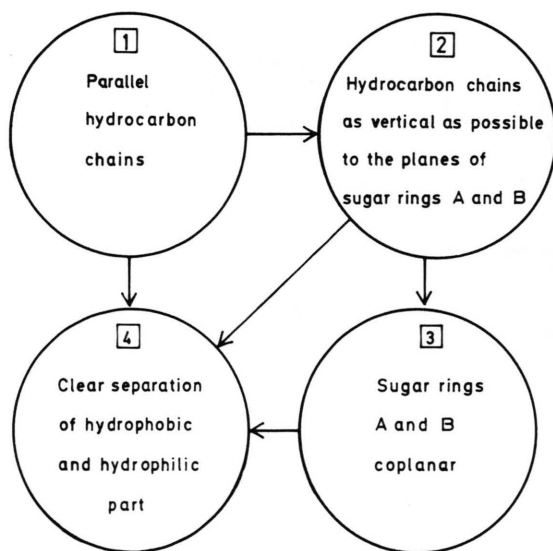 1
Parallel
hydrocarbon
chains
2
Hydrocarbon chains
as vertical as possible
to the planes of
sugar rings A and B
4
Clear separation
of hydrophobic
and hydrophilic
part
3
Sugar rings
A and B
coplanar